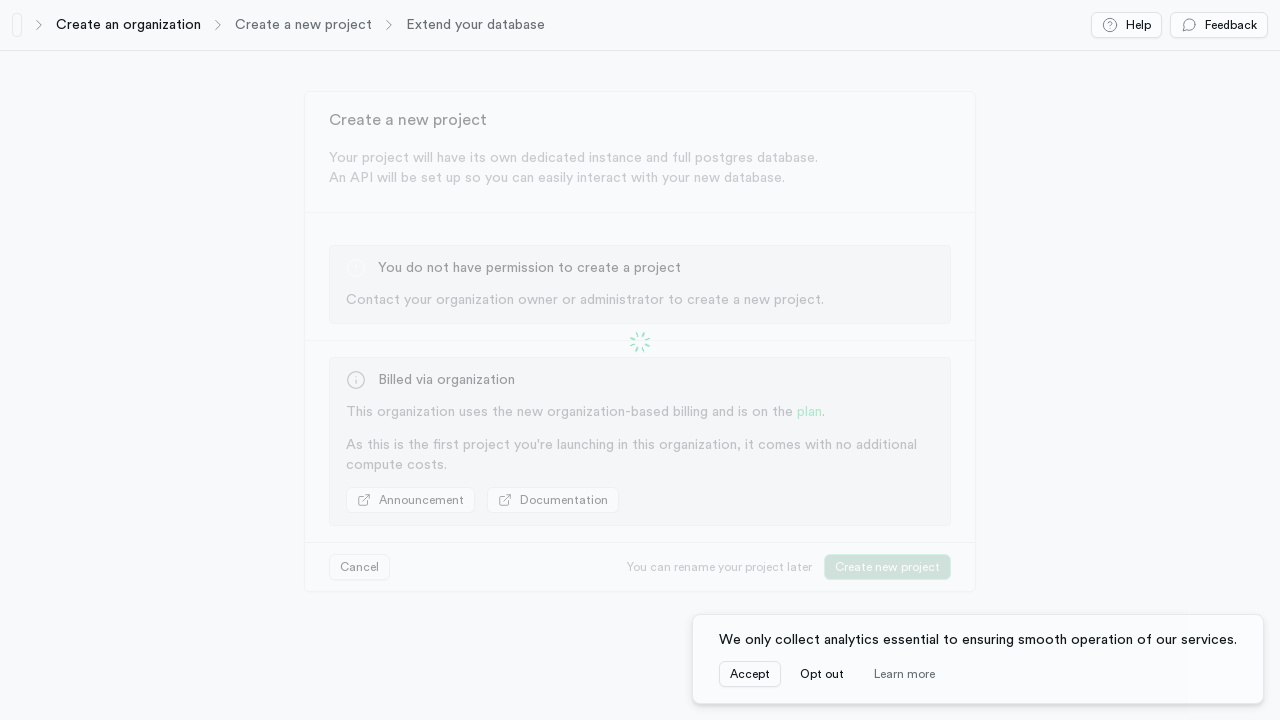 Create an organization
Create a new project
Extend your database
Help
Feedback
Create a new project
Your project will have its own dedicated instance and full postgres database.
An API will be set up so you can easily interact with your new database.
You do not have permission to create a project
Contact your organization owner or administrator to create a new project.
Billed via organization
This organization uses the new organization-based billing and is on the plan.
As this is the first project you're launching in this organization, it comes with no additional
compute costs.
Announcement
Documentation
Cancel
You can rename your project later
Create new project
We only collect analytics essential to ensuring smooth operation of our services.
Accept
Opt out
Learn more